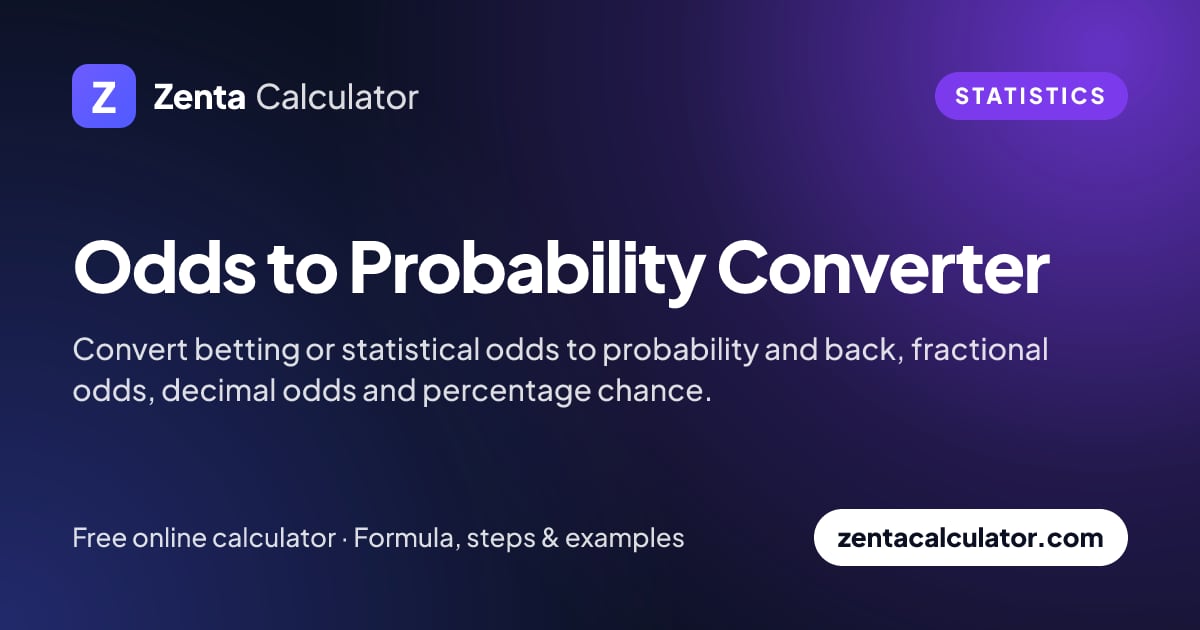 Z
Zenta Calculator
STATISTICS
Odds to Probability Converter
Convert betting or statistical odds to probability and back, fractional
odds, decimal odds and percentage chance.
Free online calculator · Formula, steps & examples
zentacalculator.com